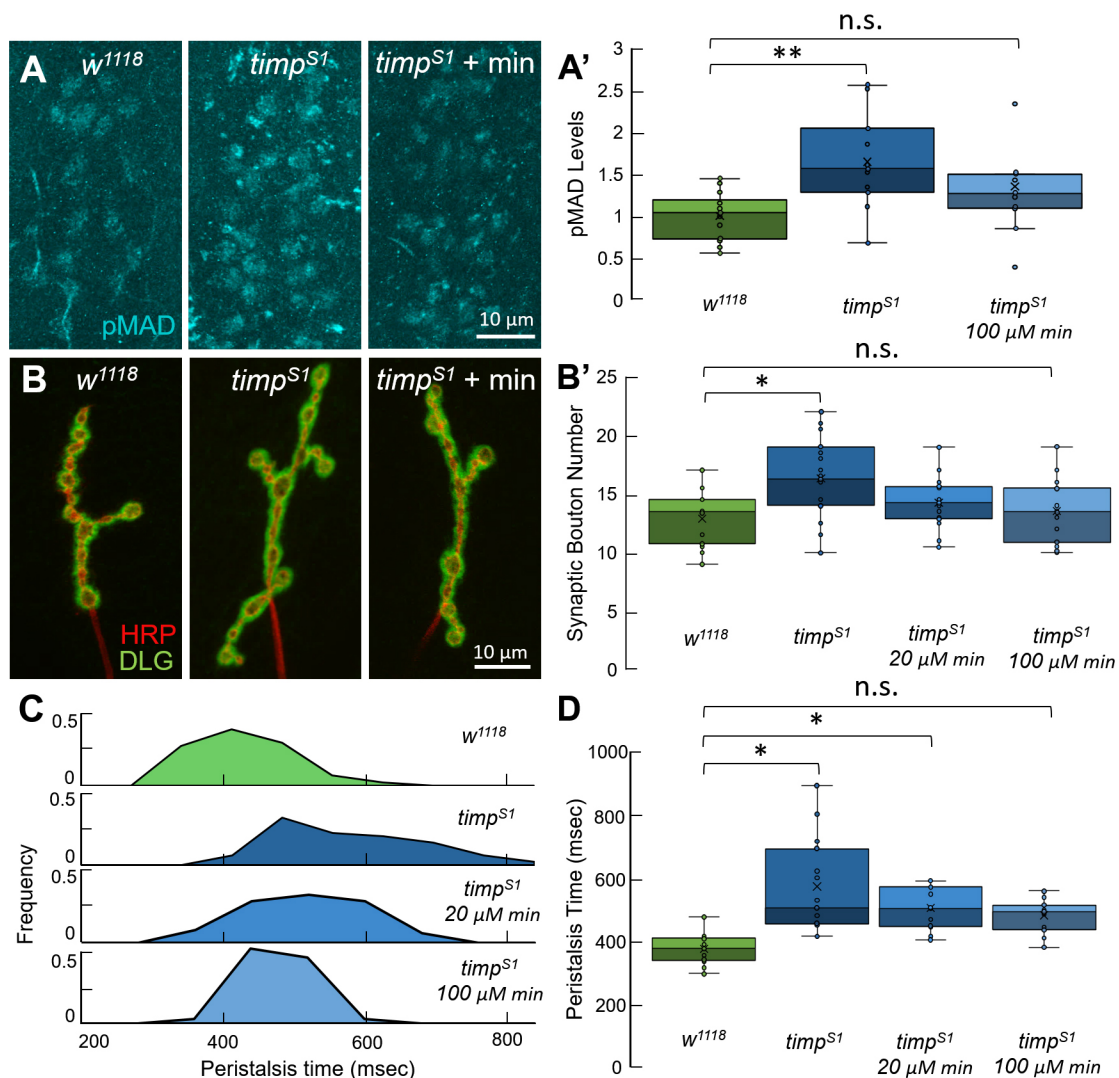 A
w1118
timpS1
timpS1 + min
pMAD
10 µm
A’
n.s.
**
pMAD Levels
3
2.5
2
1.5
1
0.5
0
w1118
timpS1
timpS1
100 µM min
B
w1118
timpS1
timpS1 + min
HRP
DLG
10 µm
B’
n.s.
*
Synaptic Bouton Number
25
20
15
10
5
0
w1118
timpS1
timpS1
20 µM min
timpS1
100 µM min
C
Frequency
0.5
0
w1118
0.5
0
timpS1
0.5
0
timpS1
20 µM min
0.5
0
timpS1
100 µM min
200
400
600
800
Peristalsis time (msec)
D
n.s.
*
*
Peristalsis Time (msec)
1000
800
600
400
200
0
w1118
timpS1
timpS1
20 µM min
timpS1
100 µM min